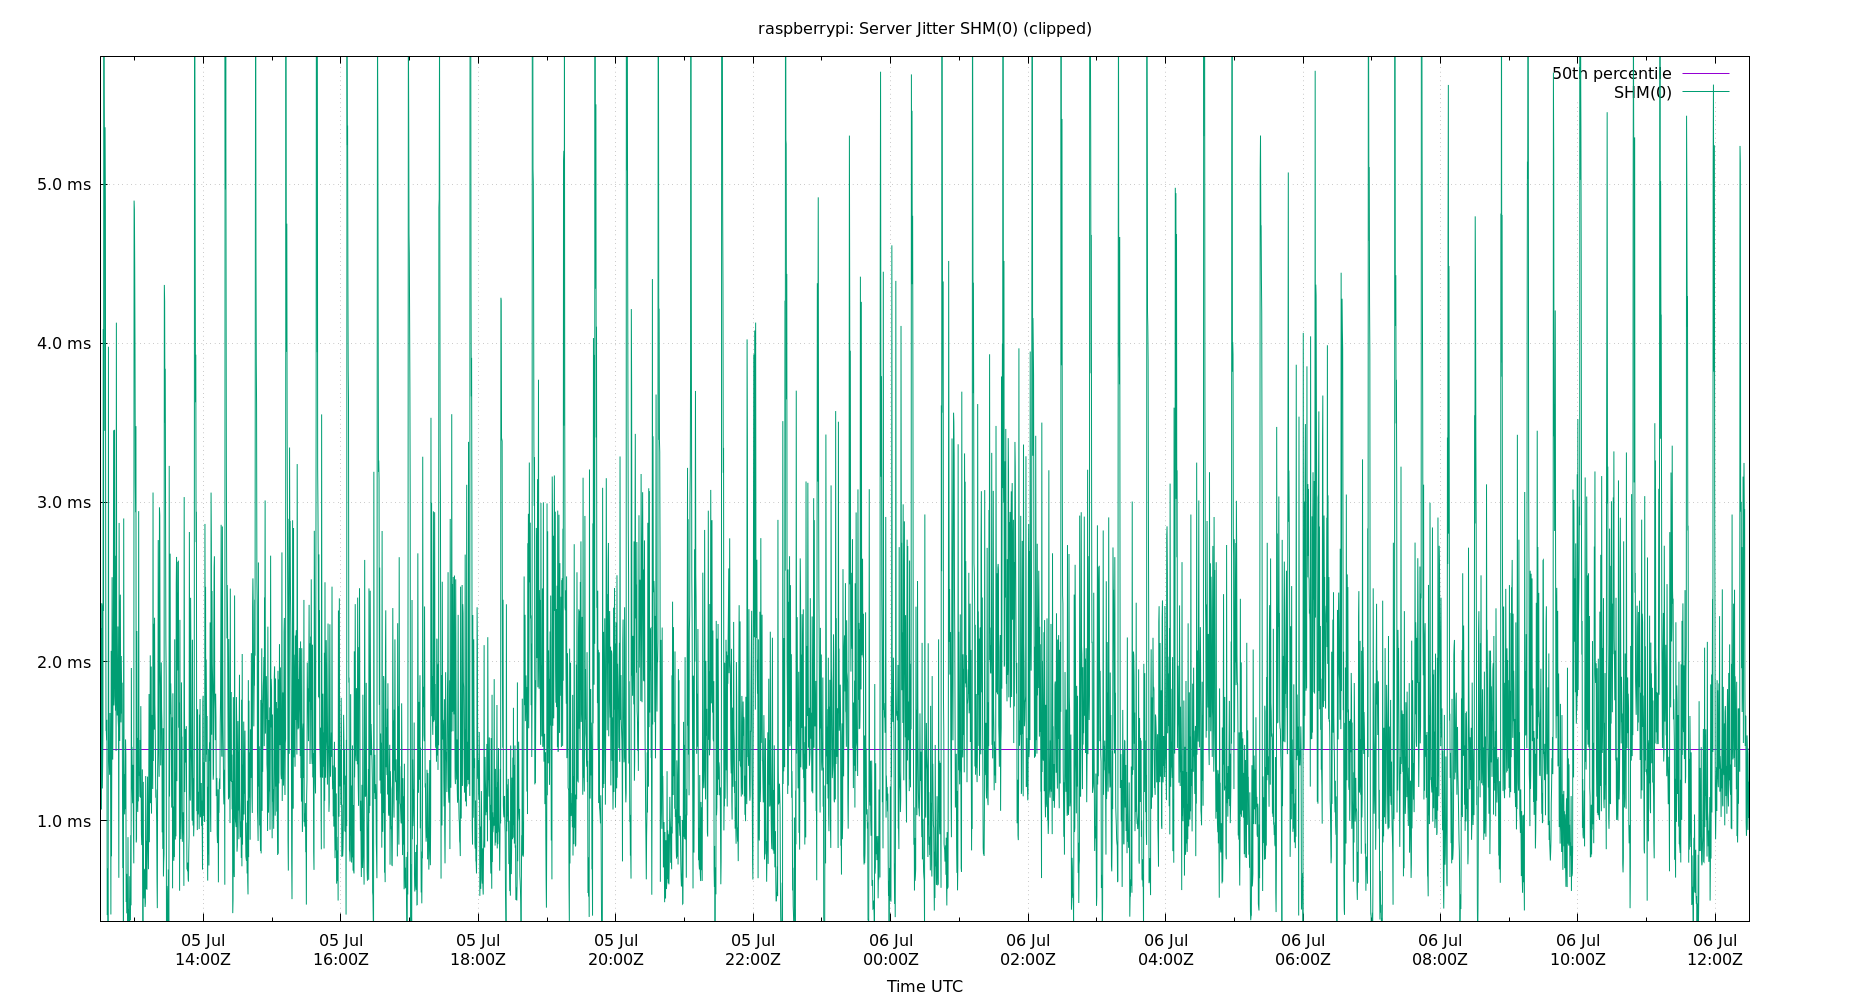 raspberrypi: Server Jitter SHM(0) (clipped)
50th percentile
SHM(0)
5.0 ms
4.0 ms
3.0 ms
2.0 ms
1.0 ms
05 Jul 05 Jul 05 Jul 05 Jul 05 Jul 06 Jul 06 Jul 06 Jul 06 Jul 06 Jul 06 Jul 06 Jul
14:00Z 16:00Z 18:00Z 20:00Z 22:00Z 00:00Z 02:00Z 04:00Z 06:00Z 08:00Z 10:00Z 12:00Z
Time UTC